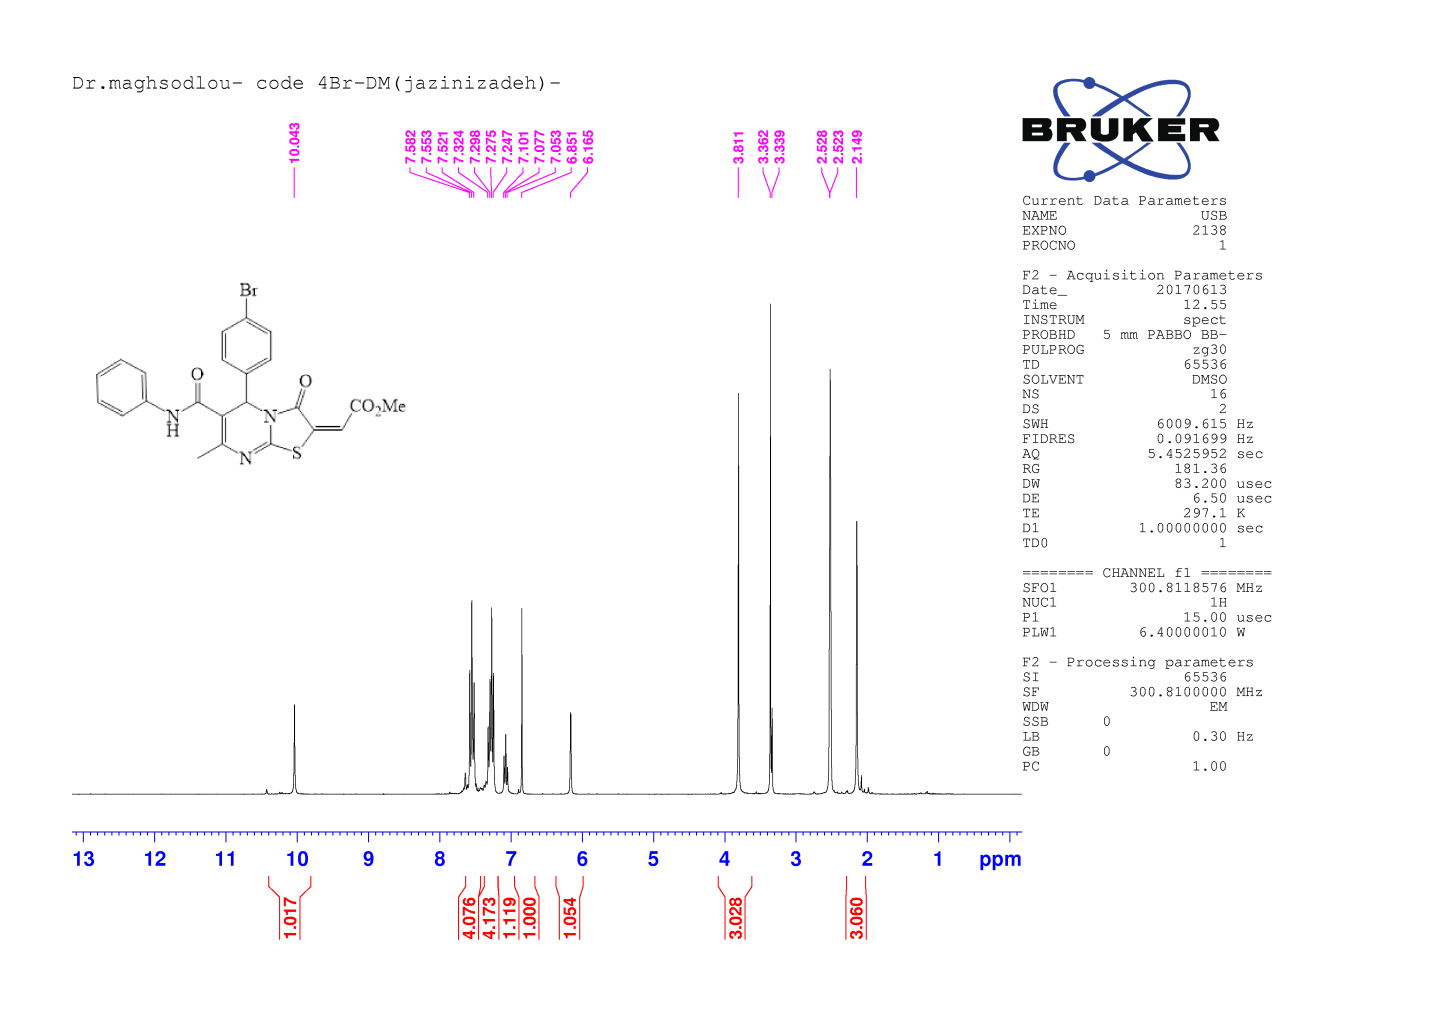 Dr.maghsodlou- code 4Br-DM(jazinizadeh)-
10.043
7.582
7.553
7.521
7.324
7.298
7.275
7.247
7.101
7.077
7.053
6.851
6.165
3.811
3.362
3.339
2.528
2.523
2.149
BRUKER
Current Data Parameters
NAME USB
EXPNO 2138
PROCNO 1
F2 - Acquisition Parameters
Date_ 20170613
Time 12.55
INSTRUM spect
PROBHD 5 mm PABBO BB-
PULPROG zg30
TD 65536
SOLVENT DMSO
NS 16
DS 2
SWH 6009.615 Hz
FIDRES 0.091699 Hz
AQ 5.4525952 sec
RG 181.36
DW 83.200 usec
DE 6.50 usec
TE 297.1 K
D1 1.00000000 sec
TD0 1
======== CHANNEL f1 ========
SFO1 300.8118576 MHz
NUC1 1H
P1 15.00 usec
PLW1 6.40000010 W
F2 - Processing parameters
SI 65536
SF 300.8100000 MHz
WDW EM
SSB 0
LB 0.30 Hz
GB 0
PC 1.00
Br
O
O
CO2Me
N
H
N
N
S
13 12 11 10 9 8 7 6 5 4 3 2 1 ppm
1.017
4.076
4.173
1.119
1.000
1.054
3.028
3.060